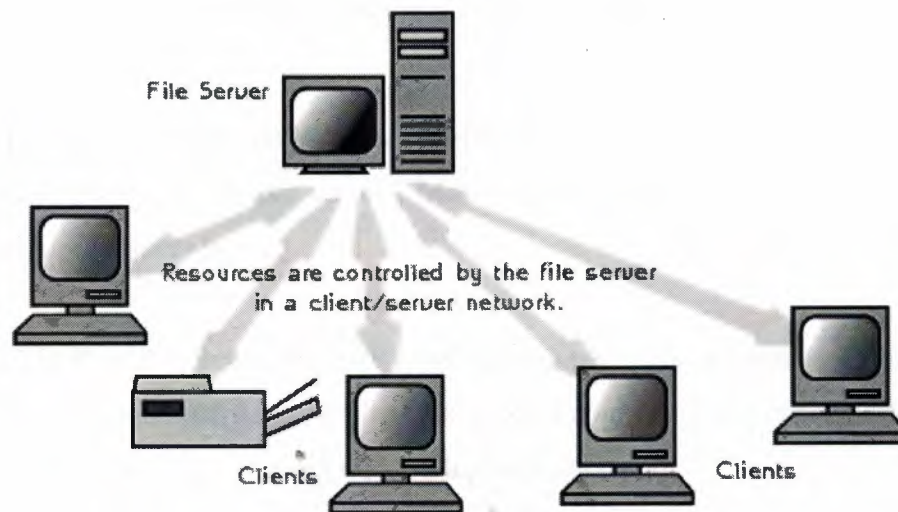 File Server
Resources are controlled by the file server
in a client/server network.
Clients
Clients